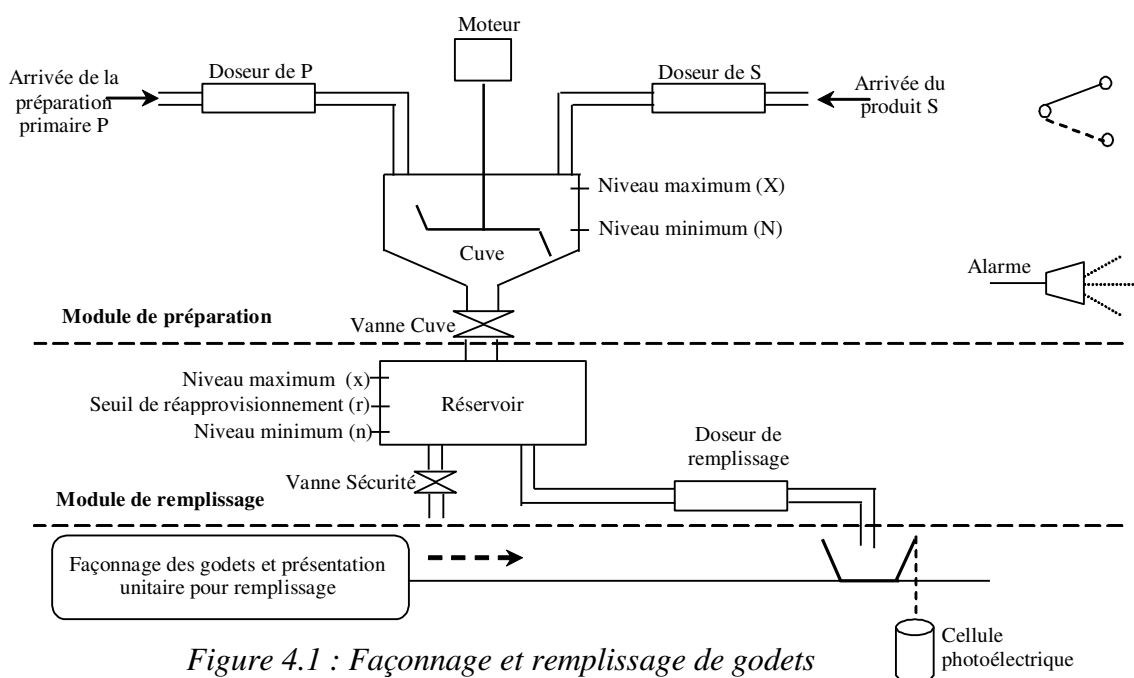 Moteur
Doseur de P
Doseur de S
Arrivée de la
préparation
primaire P
Arrivée du
produit S
Niveau maximum (X)
Niveau minimum (N)
Cuve
Alarme
Module de préparation
Vanne Cuve
Niveau maximum (x)
Seuil de réapprovisionnement (r)
Niveau minimum (n)
Réservoir
Doseur de
remplissage
Vanne Sécurité
Module de remplissage
Façonnage des godets et présentation
unitaire pour remplissage
Cellule
photoélectrique
Figure 4.1 : Façonnage et remplissage de godets